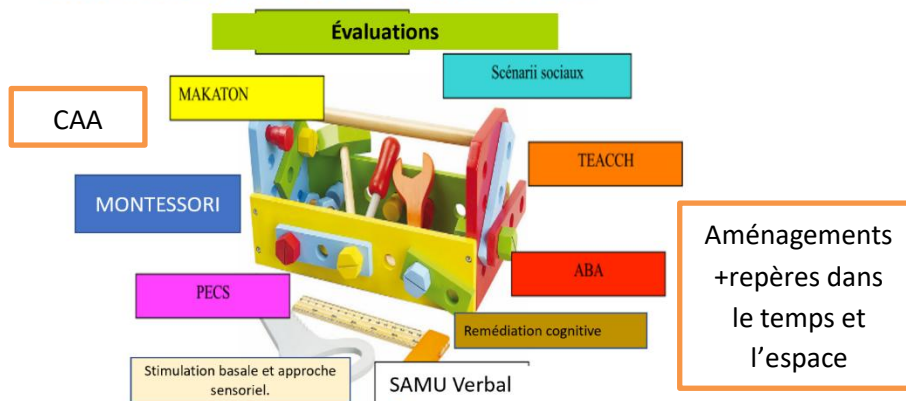 Évaluations
Scénarii sociaux
MAKATON
CAA
TEACCH
MONTESSORI
Aménagements
+repères dans
le temps et
l’espace
ABA
PECS
Remédiation cognitive
Stimulation basale et approche
sensoriel.
SAMU Verbal